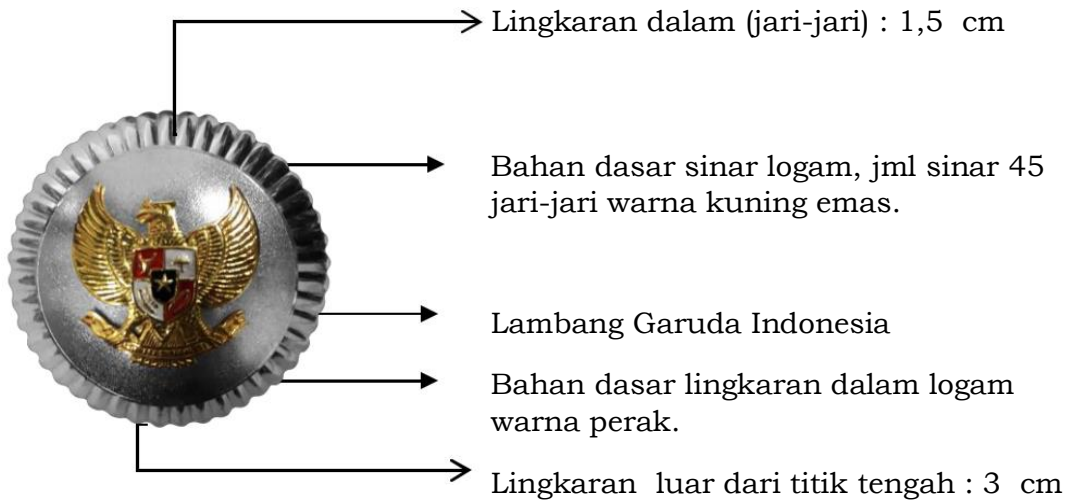 Lingkaran dalam (jari-jari) : 1,5 cm
Bahan dasar sinar logam, jml sinar 45
jari-jari warna kuning emas.
Lambang Garuda Indonesia
Bahan dasar lingkaran dalam logam
warna perak.
Lingkaran luar dari titik tengah : 3 cm